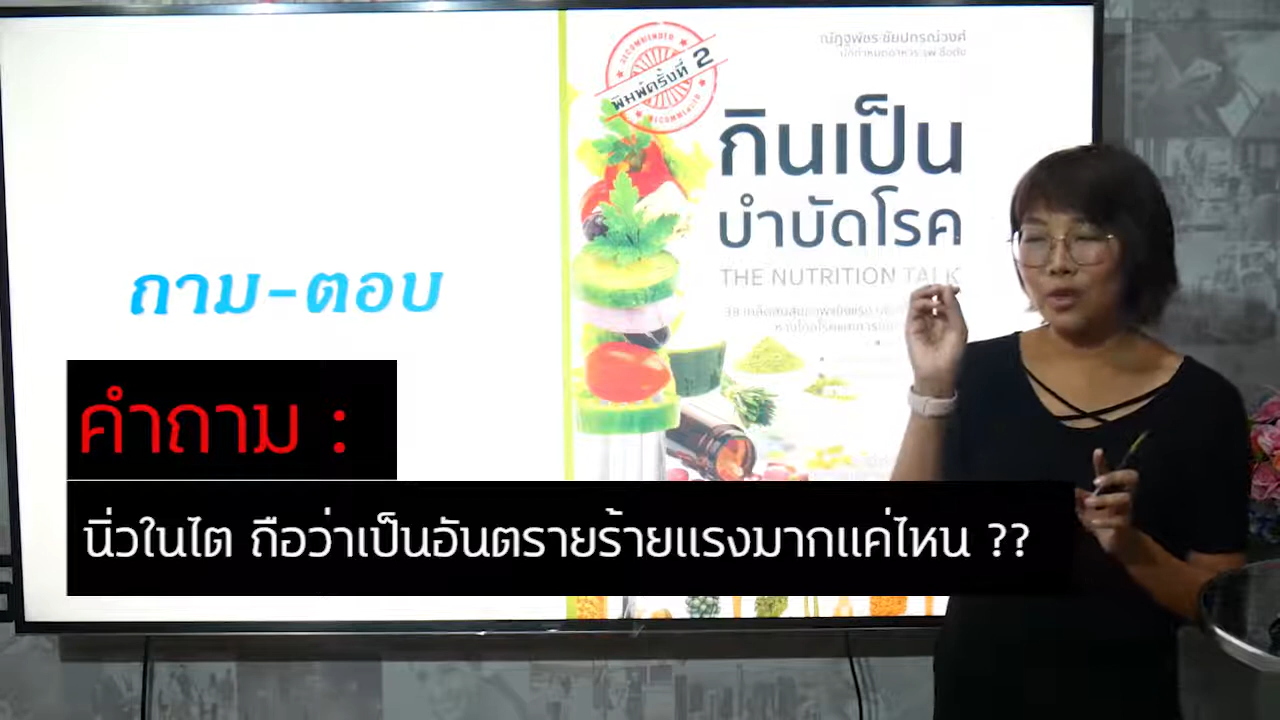 ถาม-ตอบ
คำถาม :
นิ่วในไต ถือว่าเป็นอันตรายร้ายแรงมากแค่ไหน ??
RECOMMENDED
พิมพ์ครั้งที่ 2
RECOMMENDED
ณัฏฐพัชร ชัยปกรณ์วงศ์
กินเป็น
บำบัดโรค
THE NUTRITION TALK